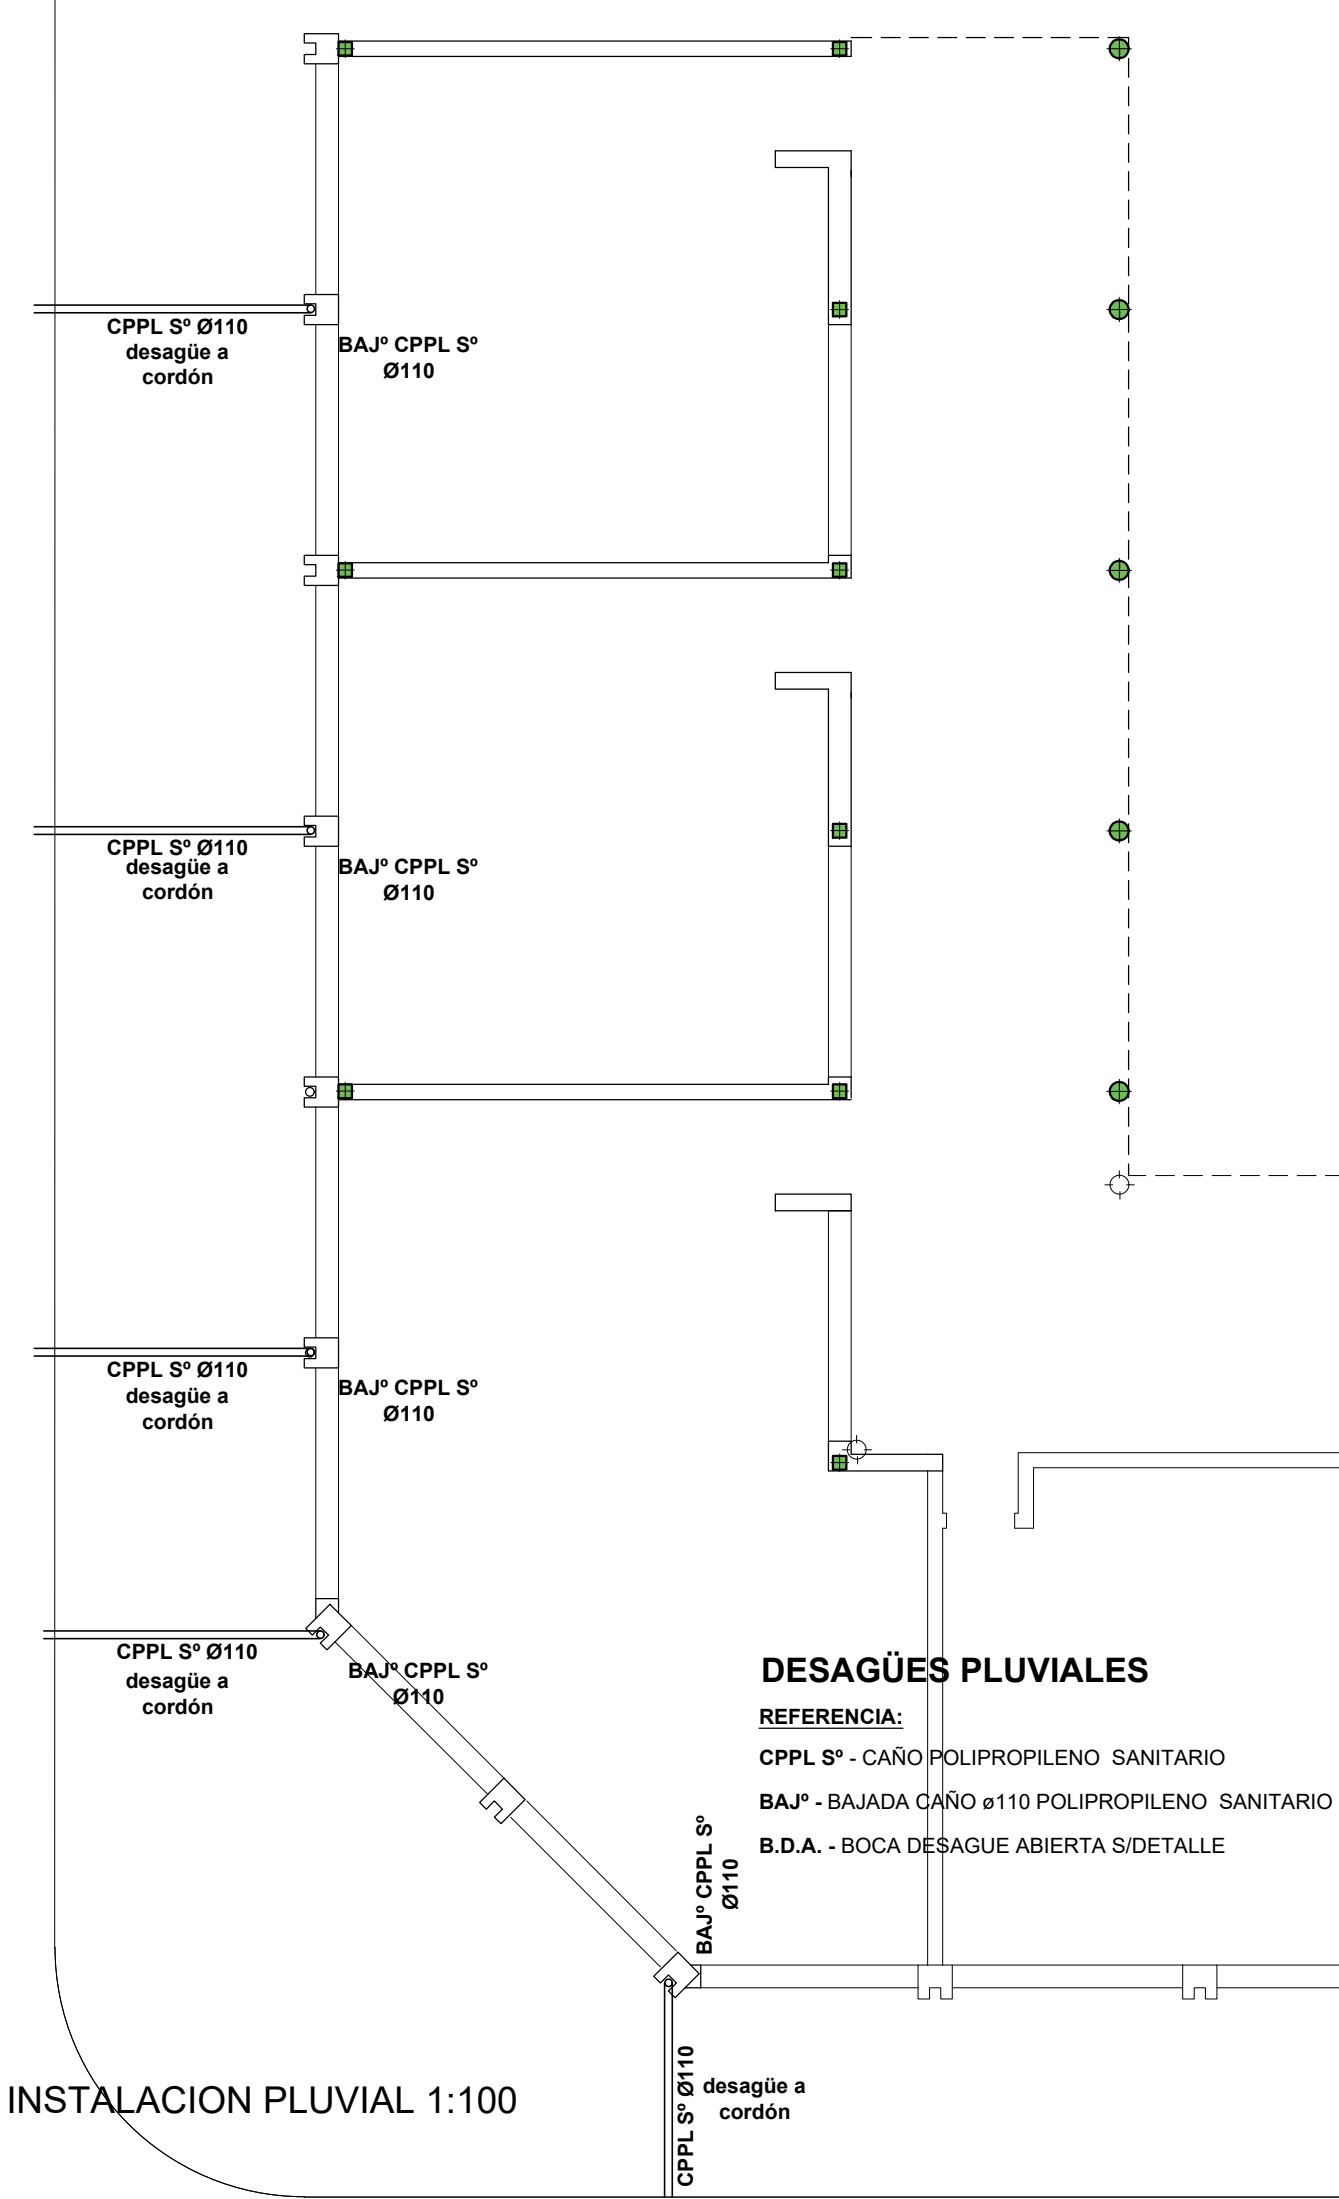 CPPL Sº Ø110
desagüe a
cordón
BAJº CPPL Sº
Ø110
CPPL Sº Ø110
desagüe a
cordón
BAJº CPPL Sº
Ø110
CPPL Sº Ø110
desagüe a
cordón
BAJº CPPL Sº
Ø110
CPPL Sº Ø110
desagüe a
cordón
BAJº CPPL Sº
Ø110
DESAGÜES PLUVIALES
REFERENCIA:
CPPL Sº - CAÑO POLIPROPILENO SANITARIO
BAJº - BAJADA CAÑO ø110 POLIPROPILENO SANITARIO
B.D.A. - BOCA DESAGUE ABIERTA S/DETALLE
BAJº CPPL Sº
Ø110
CPPL Sº Ø110
desagüe a
cordón
INSTALACION PLUVIAL 1:100